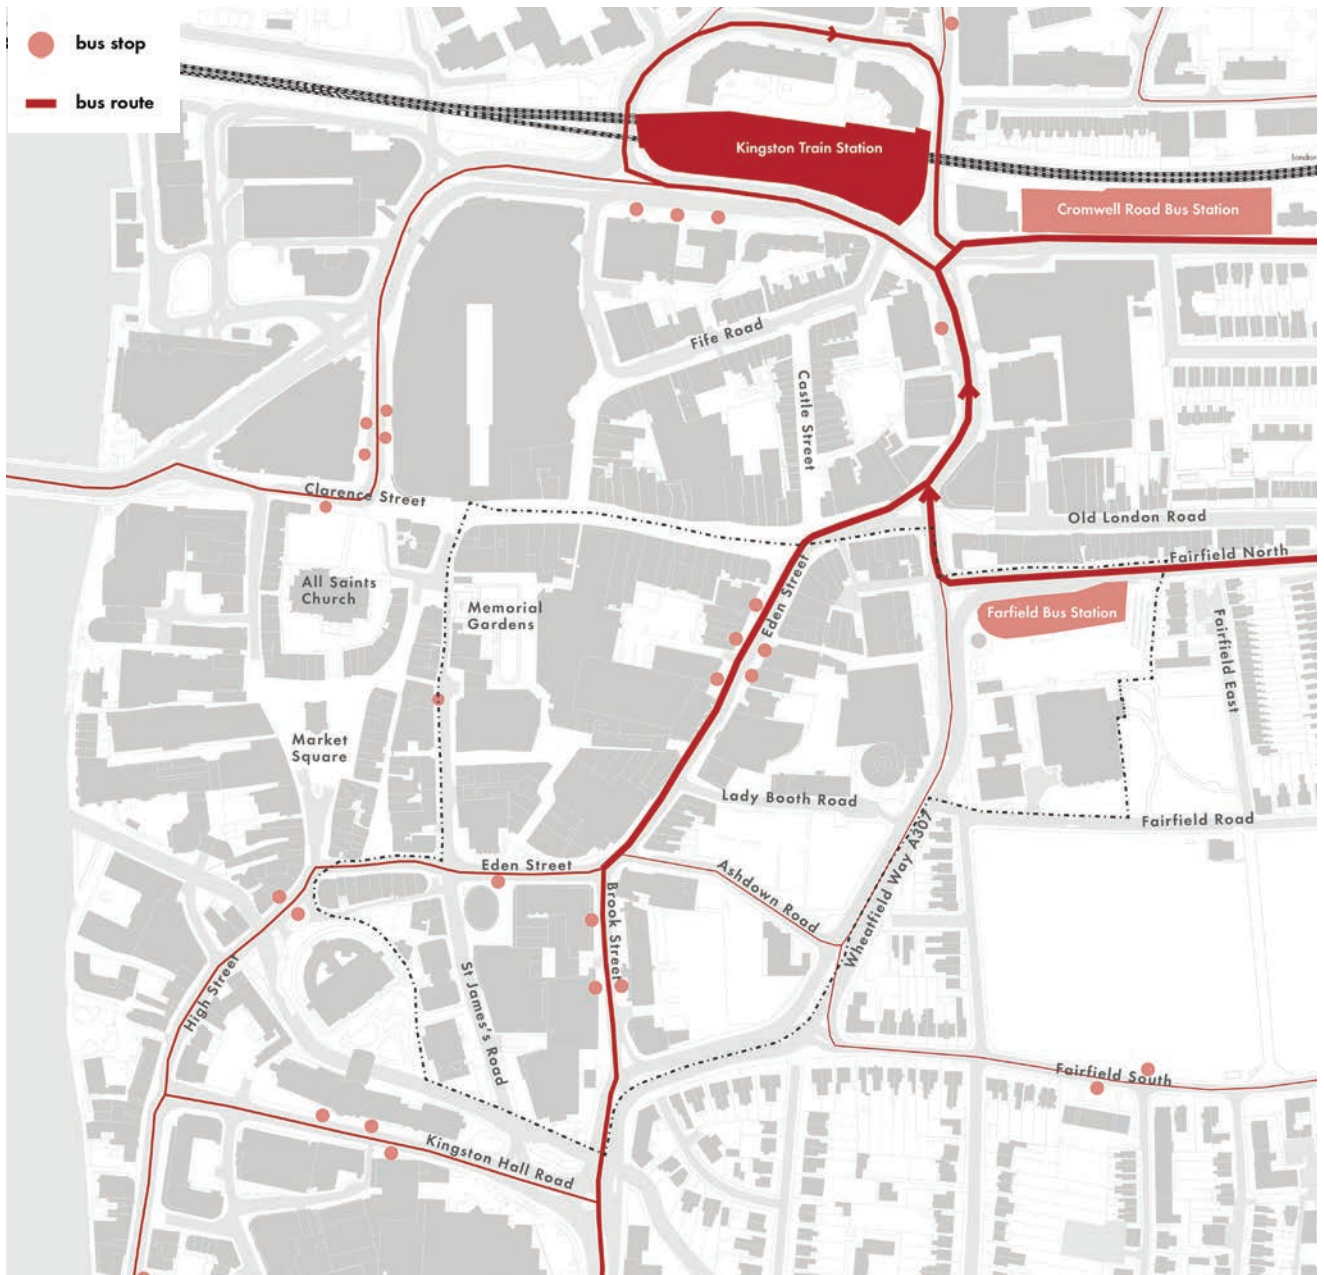 bus stop
bus route
Kingston Train Station
london
Cromwell Road Bus Station
Fife Road
Castle Street
Clarence Street
Old London Road
Fairfield North
All Saints
Church
Memorial
Gardens
Eden Street
Farfield Bus Station
Fairfield East
Market
Square
Lady Booth Road
Fairfield Road
Wheatfield Way A307
Eden Street
Ashdown Road
Brook Street
High Street
St James's Road
Fairfield South
Kingston Hall Road